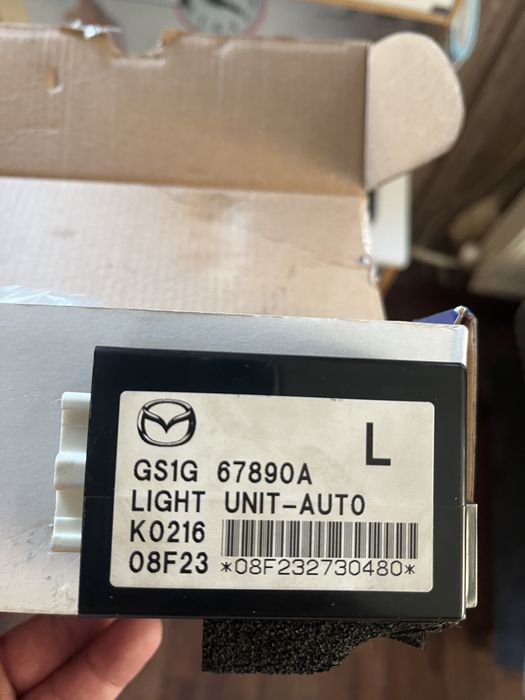 GS1G 67890A
L
LIGHT UNIT-AUTO
K0216
08F23 *08F232730480*